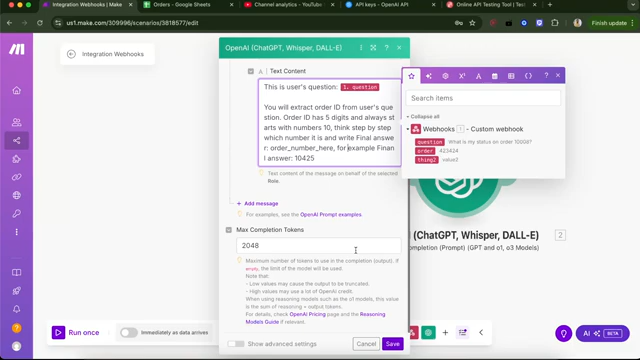 Integration Webhooks | Make
Orders - Google Sheets
Channel analytics - YouTube
API keys - OpenAI API
Online API Testing Tool | Test
us1.make.com/309996/scenarios/3818577/edit
Finish update
Integration Webhooks
OpenAI (ChatGPT, Whisper, DALL-E)
A Text Content
This is user's question: 1. question
You will extract order ID from user's que
stion. Order ID has 5 digits and always st
arts with numbers 10, think step by step
which number it is and write Final answe
r: order_number_here, for example Finan
l answer: 10425
Text content of the message on behalf of the selected
Role.
Add message
For examples, see the OpenAI Prompt examples.
Max Completion Tokens
2048
Maximum number of tokens to use in the completion (output). If
empty, the limit of the model will be used.
Note that:
- Low values may cause the output to be truncated.
- High values may use a lot of OpenAI credit.
When using reasoning models such as the o1 models, this value
is the sum of reasoning + output tokens.
For details, check OpenAI Pricing page and the Reasoning
Models Guide if relevant.
Show advanced settings
Cancel
Save
Search items
Collapse all
Webhooks 1 - Custom webhook
question What is my status on order 10008?
order 423424
thing2 value2
(ChatGPT, Whisper, DALL-E)
ompletion (Prompt) (GPT and o1, o3 Models)
2
Run once
Immediately as data arrives
AI BETA